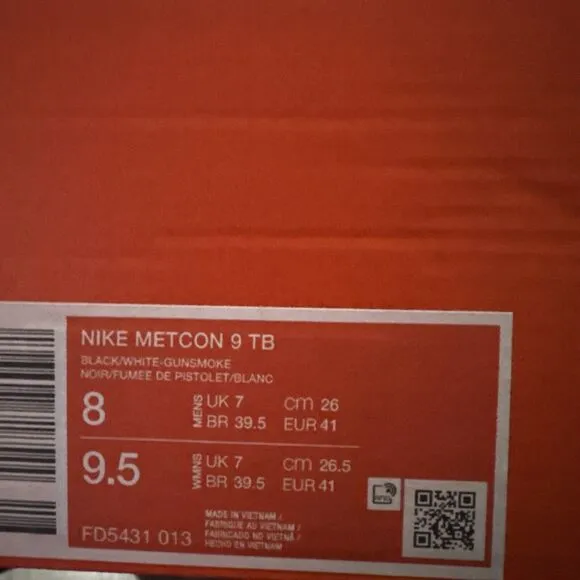 NIKE METCON 9 TB
BLACK/WHITE-GUNSMOKE
NOIR/FUMEE DE PISTOLET/BLANC
8 MENS UK 7 cm 26
BR 39.5 EUR 41
9.5 WMNS UK 7 cm 26.5
BR 39.5 EUR 41
FD5431 013
MADE IN VIETNAM /
FABRIQUE AU VIETNAM /
FABRICADO NO VIETNÃ /
HECHO EN VIETNAM